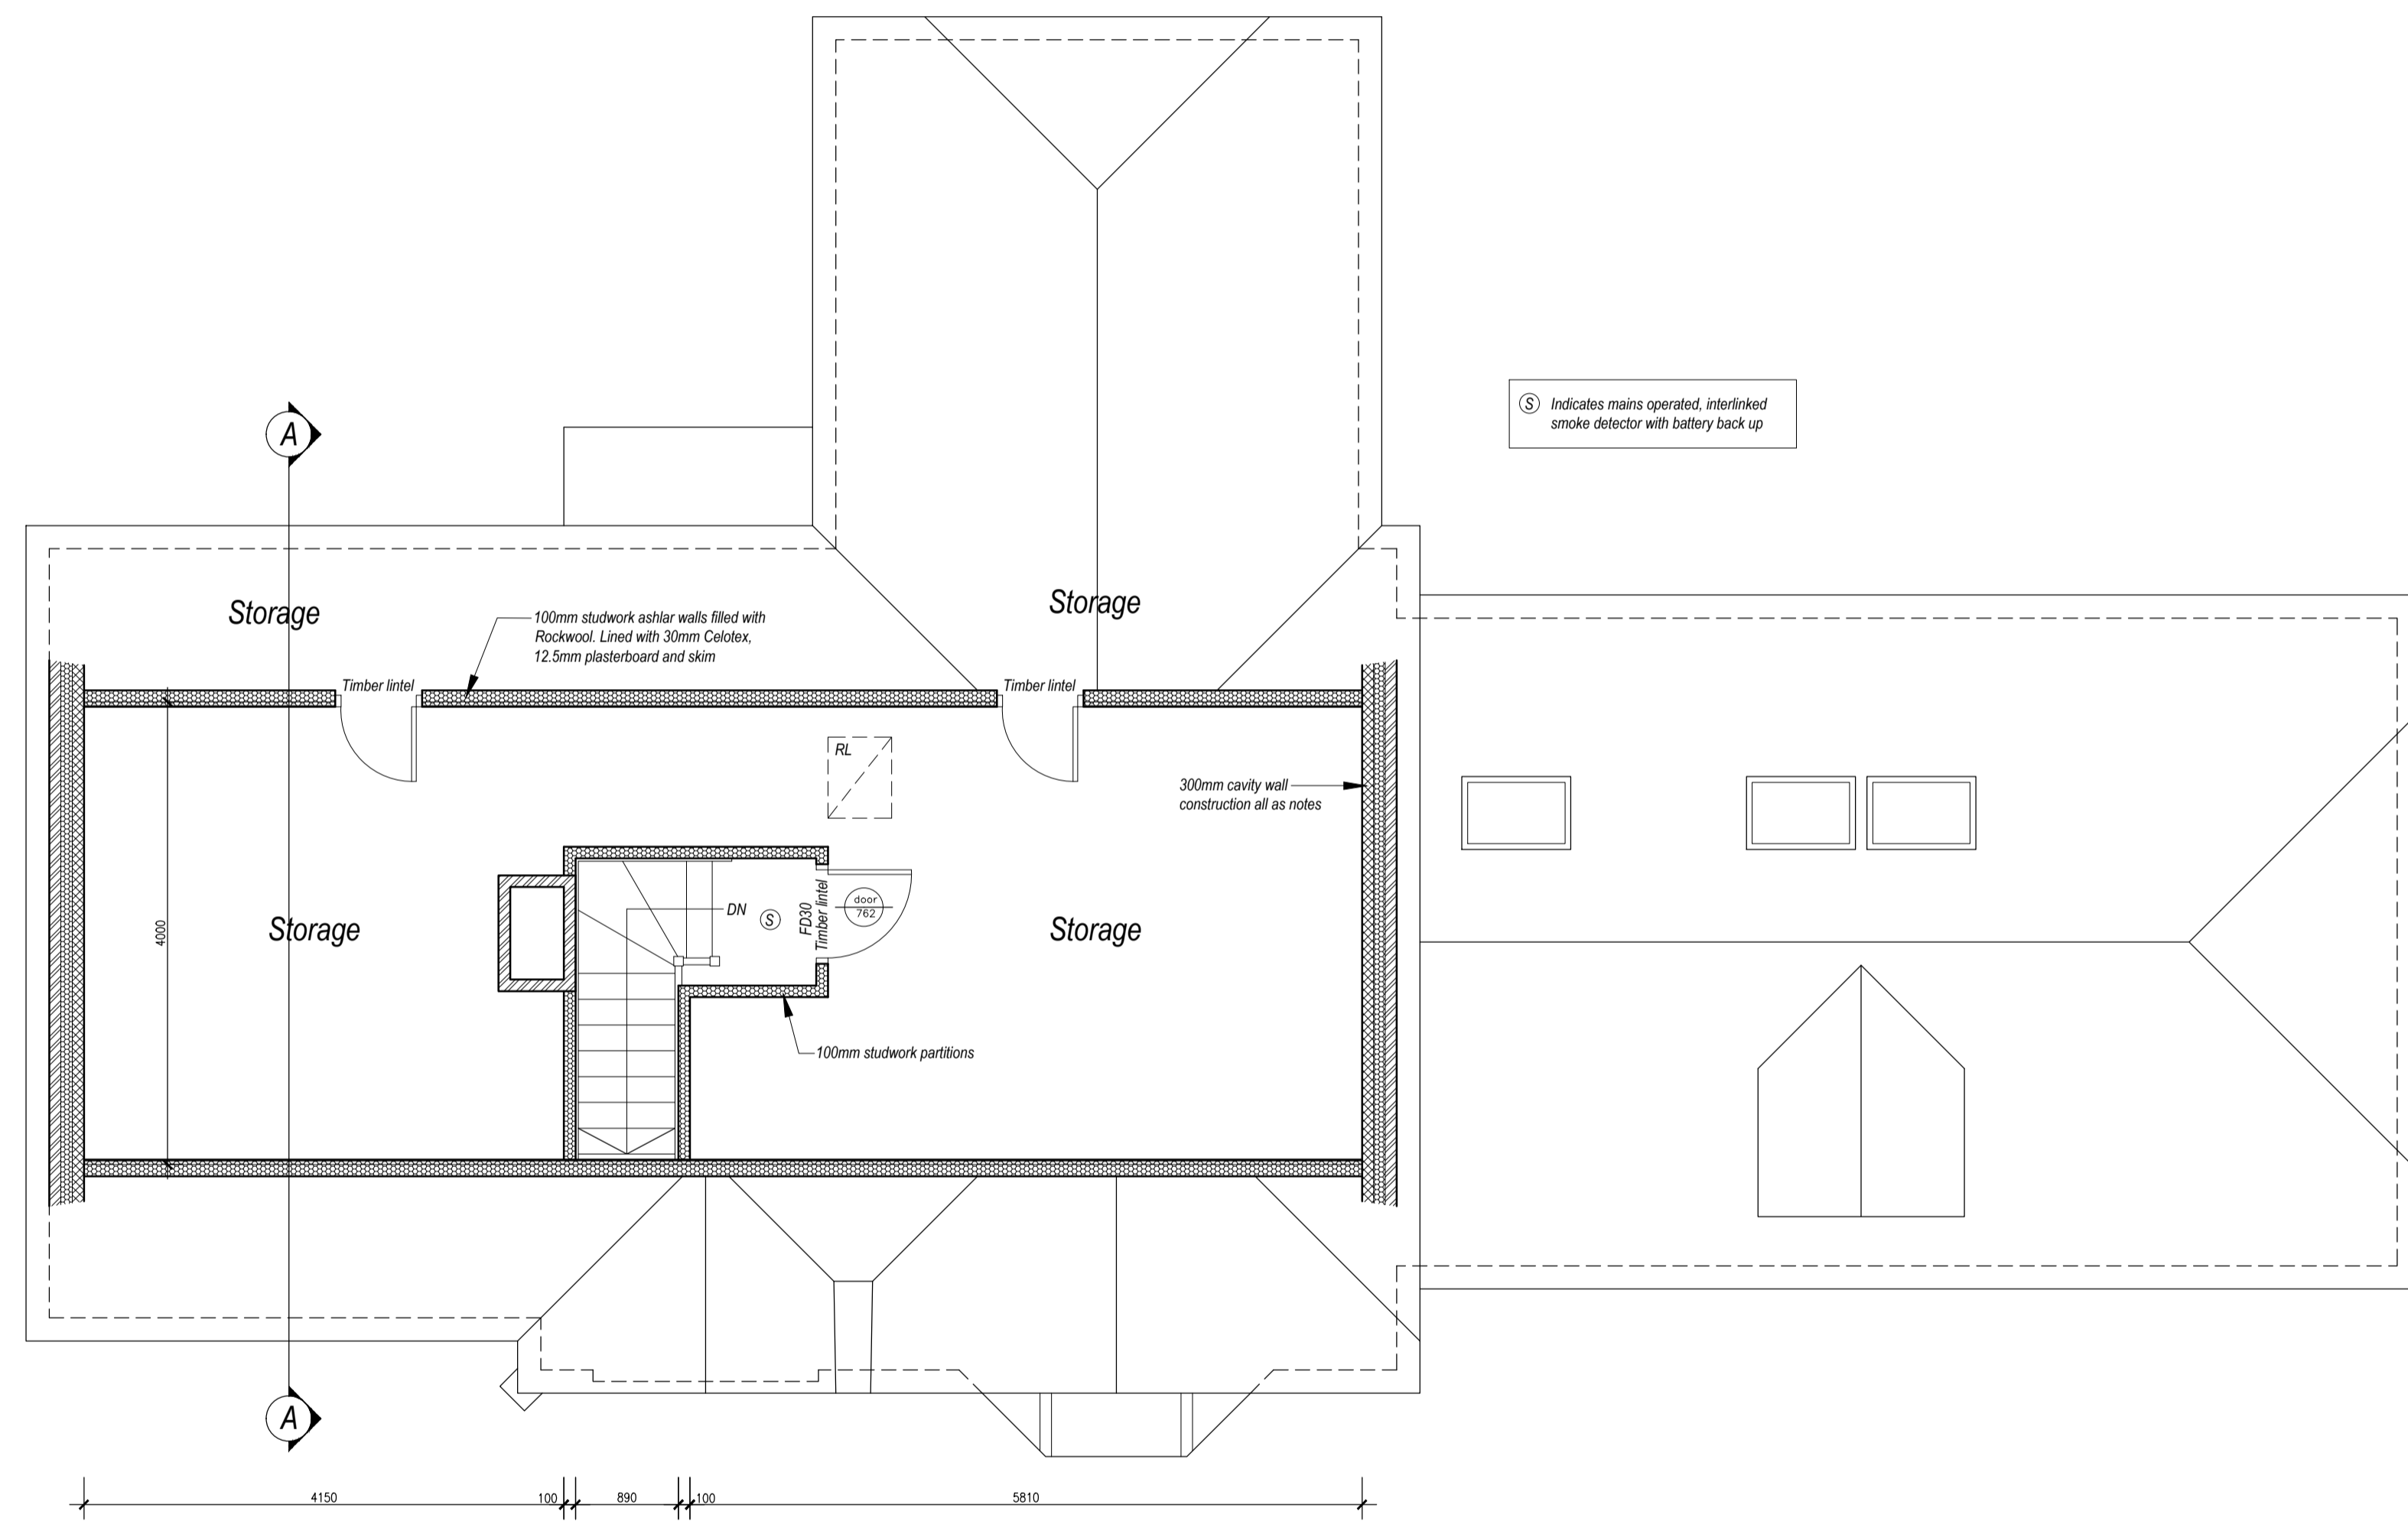 A
S Indicates mains operated, interlinked
smoke detector with battery back up
Storage
Storage
100mm studwork ashlar walls filled with
Rockwool. Lined with 30mm Celotex,
12.5mm plasterboard and skim
Timber lintel
Timber lintel
RL
300mm cavity wall
construction all as notes
4000
Storage
DN
S
FD30
Timber lintel
door
762
Storage
100mm studwork partitions
A
4150
100
890
100
5810